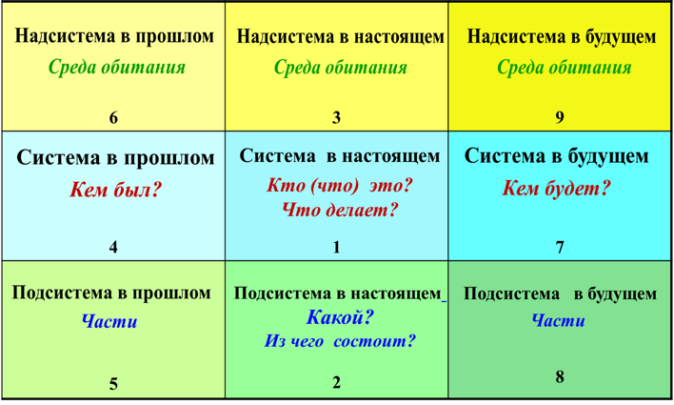 Надсистема в прошлом
Среда обитания
6
Надсистема в настоящем
Среда обитания
3
Надсистема в будущем
Среда обитания
9
Система в прошлом
Кем был?
4
Система в настоящем
Кто (что) это?
Что делает?
1
Система в будущем
Кем будет?
7
Подсистема в прошлом
Части
5
Подсистема в настоящем_
Какой?
Из чего состоит?
2
Подсистема в будущем
Части
8